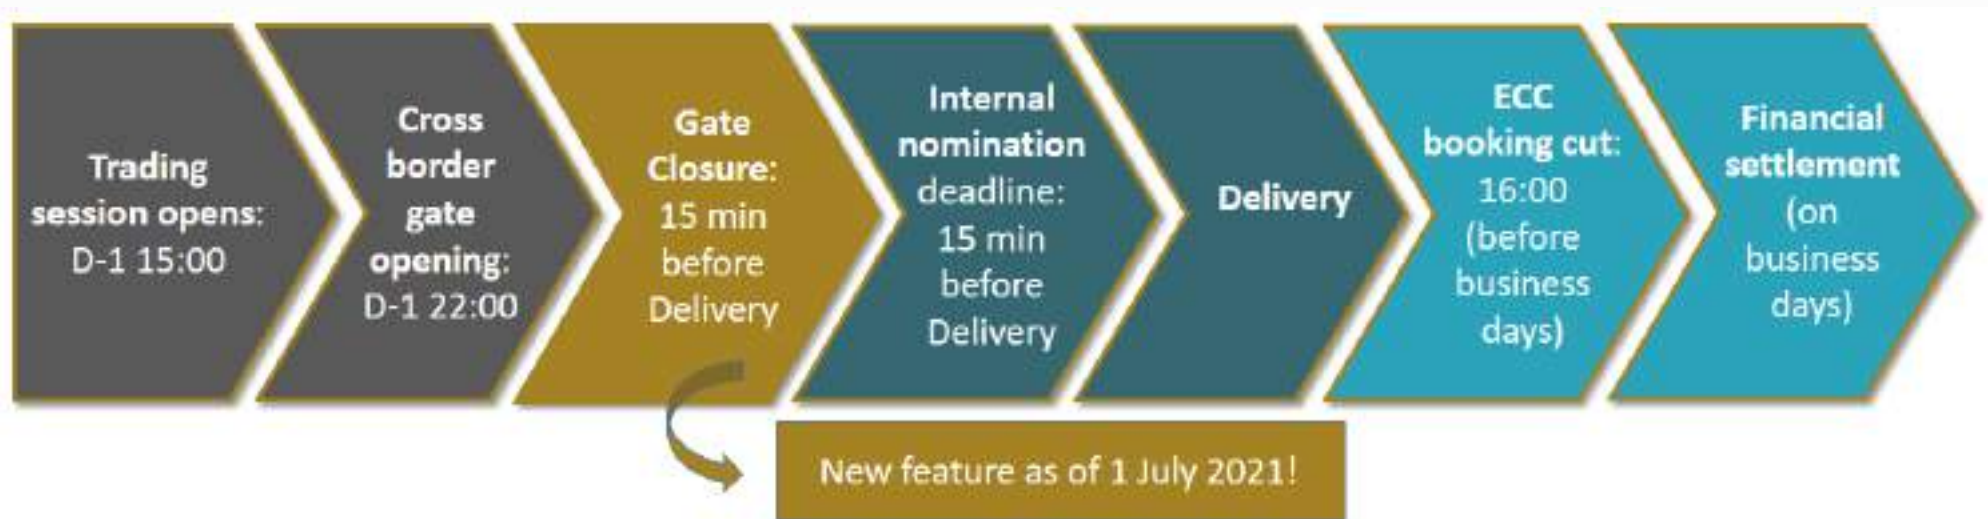 Trading
session opens:
D-1 15:00
Cross
border
gate
opening:
D-1 22:00
Gate
Closure:
15 min
before
Delivery
Internal
nomination
deadline:
15 min
before
Delivery
Delivery
ECC
booking cut:
16:00
(before
business
days)
Financial
settlement
(on
business
days)
New feature as of 1 July 2021!